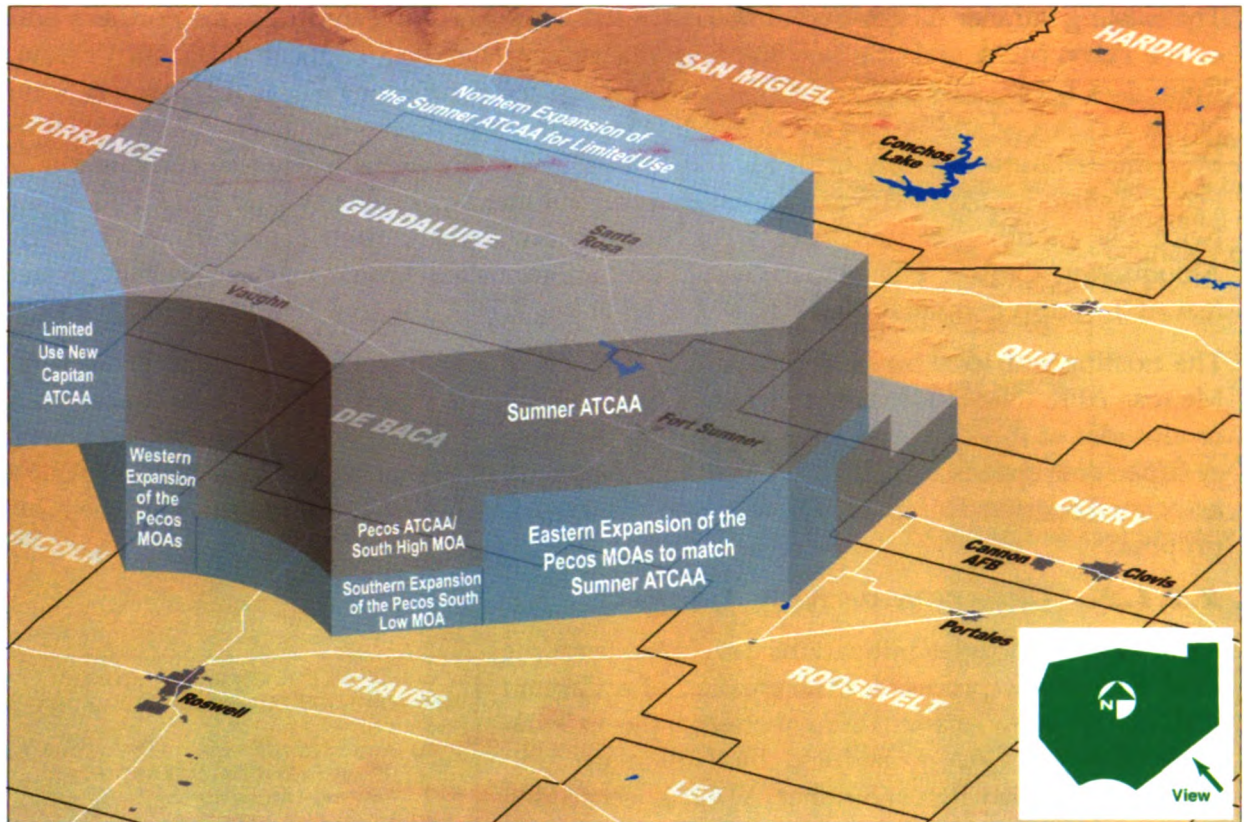 HARDING
SAN MIGUEL
Northern Expansion of
the Sumner ATCAA for Limited Use
Conchos
Lake
TORRANCE
GUADALUPE
Santa
Rosa
Vaughn
Limited
Use New
Capitan
ATCAA
QUAY
Sumner ATCAA
DE BACA
Fort Sumner
Western
Expansion
of the
Pecos
MOAs
Pecos ATCAA/
South High MOA
Eastern Expansion of the
Pecos MOAs to match
Sumner ATCAA
CURRY
INCOLN
Cannon
AFB
Clovis
Southern Expansion
of the Pecos South
Low MOA
Portales
CHAVES
ROOSEVELT
Roswell
LEA
N
View